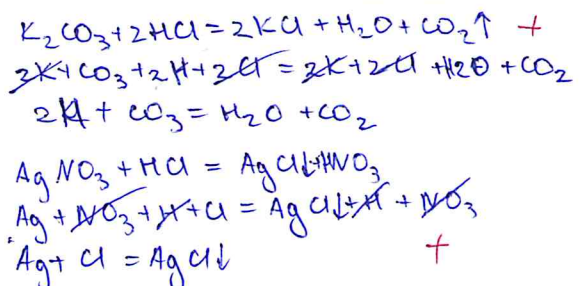 K₂CO₃+2HCl=2KCl+H₂O+CO₂↑ +
2K+CO₃+2H+2Cl=2K+2Cl+H2O+CO₂
2H+CO₃=H₂O+CO₂
AgNO₃+HCl=AgCl↓+HNO₃
Ag+NO₃+H+Cl=AgCl↓+H+NO₃
Ag+Cl=AgCl↓ +